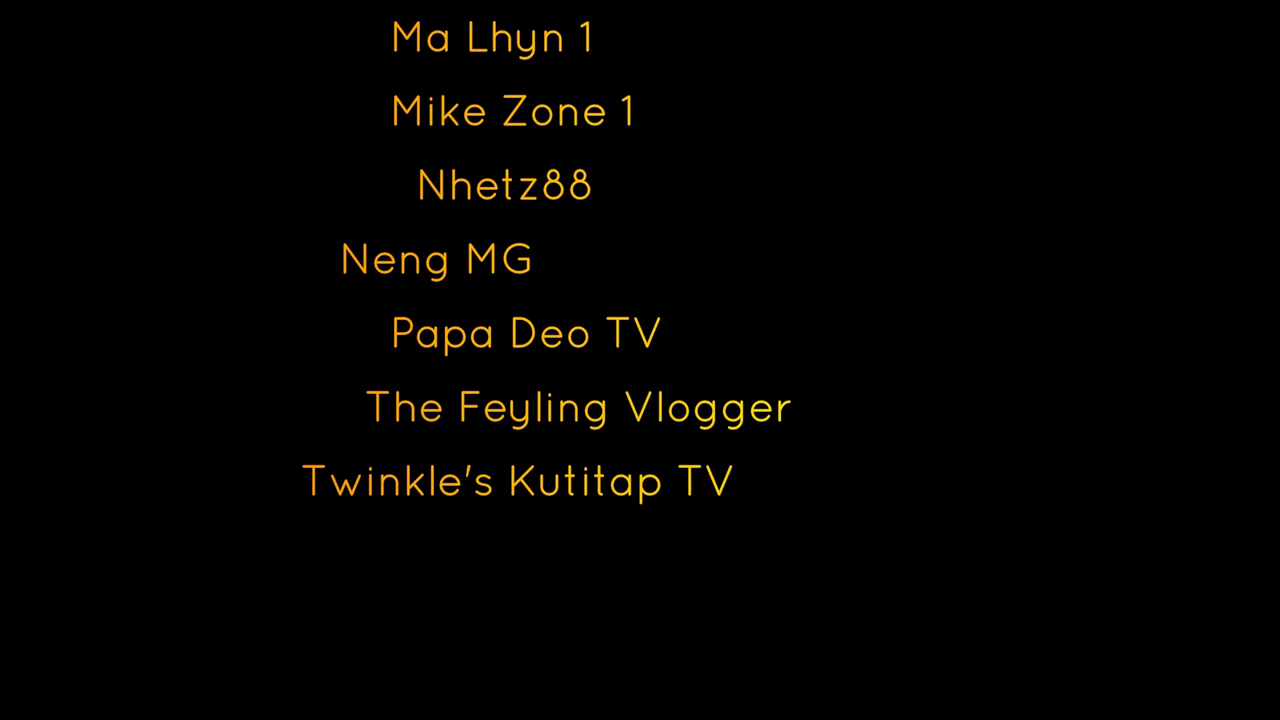 Ma Lhyn 1
Mike Zone 1
Nhetz88
Neng MG
Papa Deo TV
The Feyling Vlogger
Twinkle's Kutitap TV